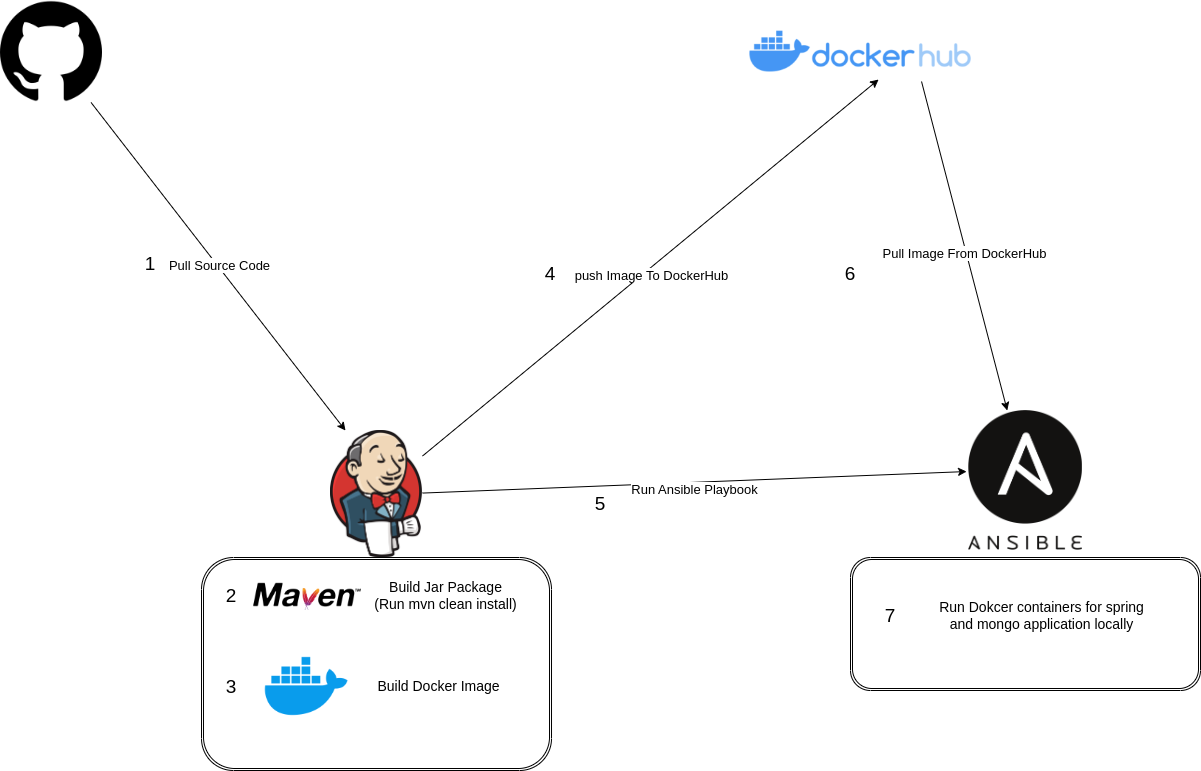 dockerhub
1 Pull Source Code
4 push Image To DockerHub
6 Pull Image From DockerHub
5 Run Ansible Playbook
ANSIBLE
2 Maven™ Build Jar Package
(Run mvn clean install)
3 Build Docker Image
7 Run Dokcer containers for spring
and mongo application locally